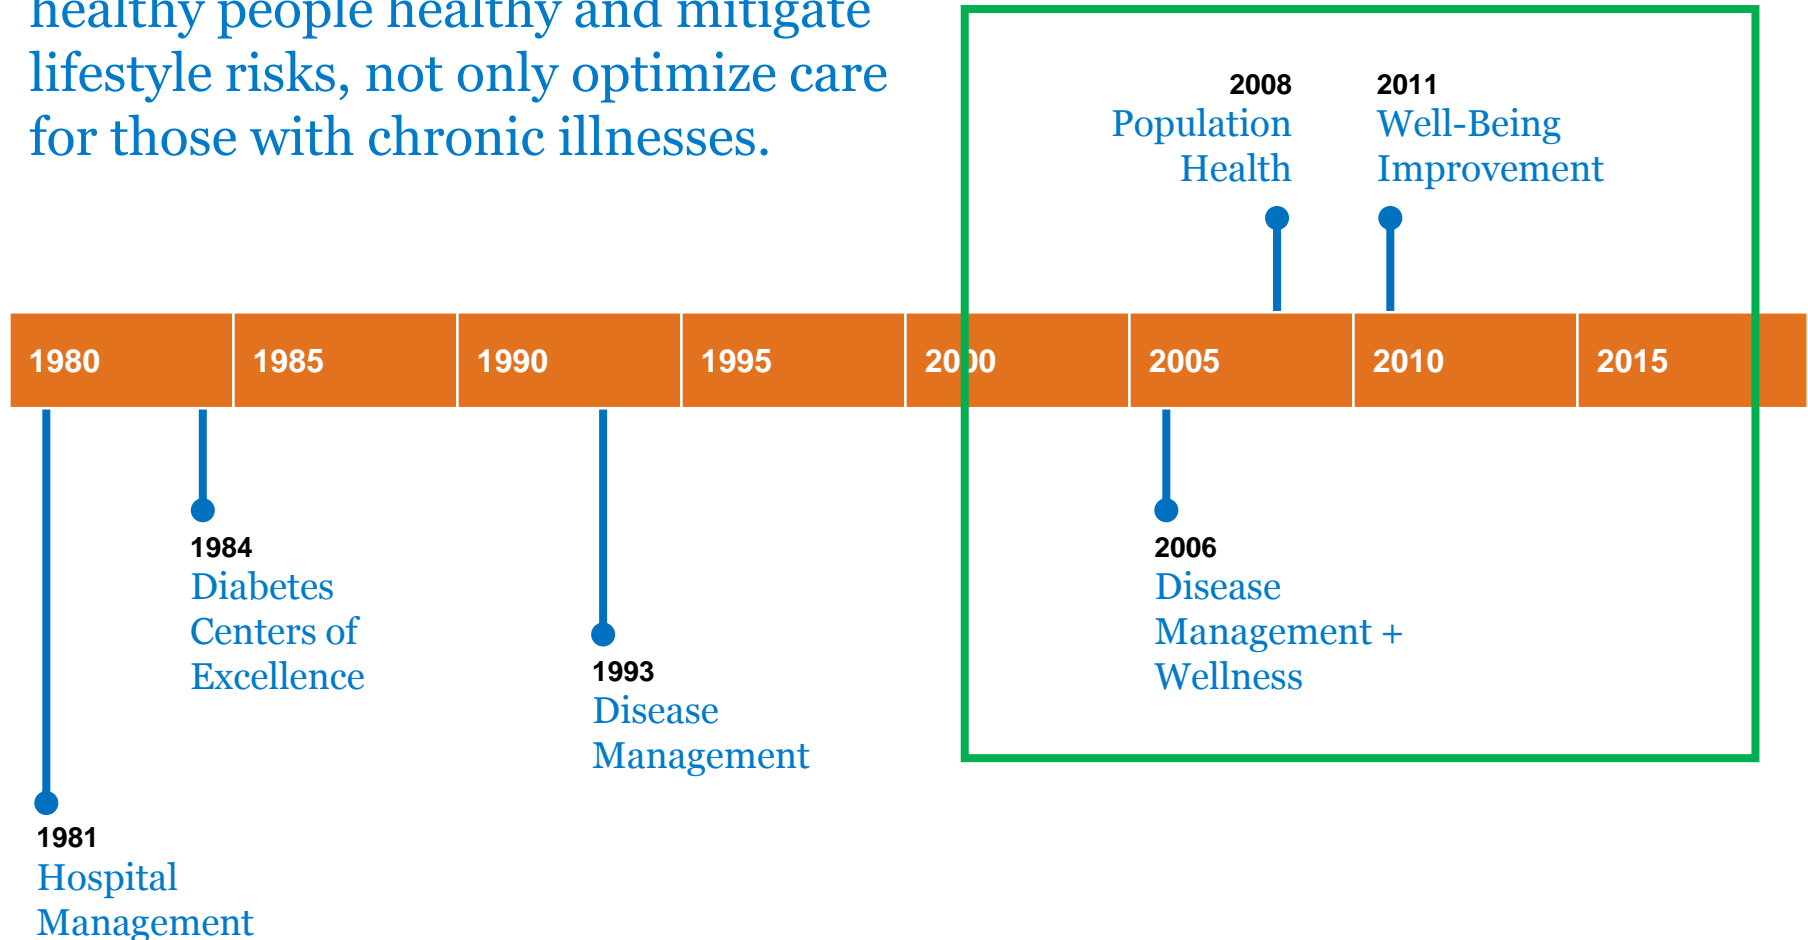 healthy people healthy and mitigate
lifestyle risks, not only optimize care
for those with chronic illnesses.
2008
Population
Health
2011
Well-Being
Improvement
1980
1985
1990
1995
2000
2005
2010
2015
1984
Diabetes
Centers of
Excellence
2006
Disease
Management +
Wellness
1993
Disease
Management
1981
Hospital
Management